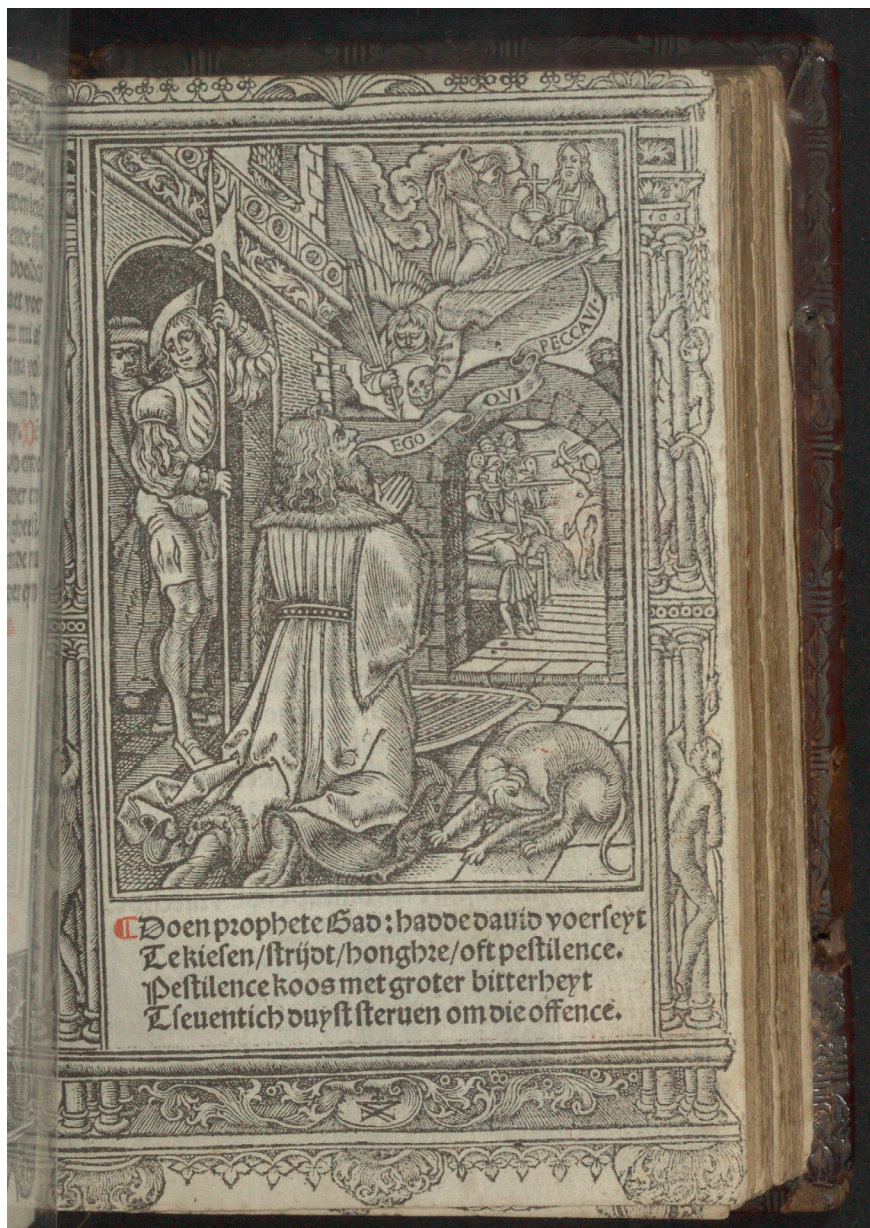 EGO QVI PECCAVI·
Doen prophete Gad: hadde dauid voerseyt
Te kiesen/strijdt/honghre/oft pestilence.
Pestilence koos met groter bitterheyt
Tseuentich duyst steruen om die offence.